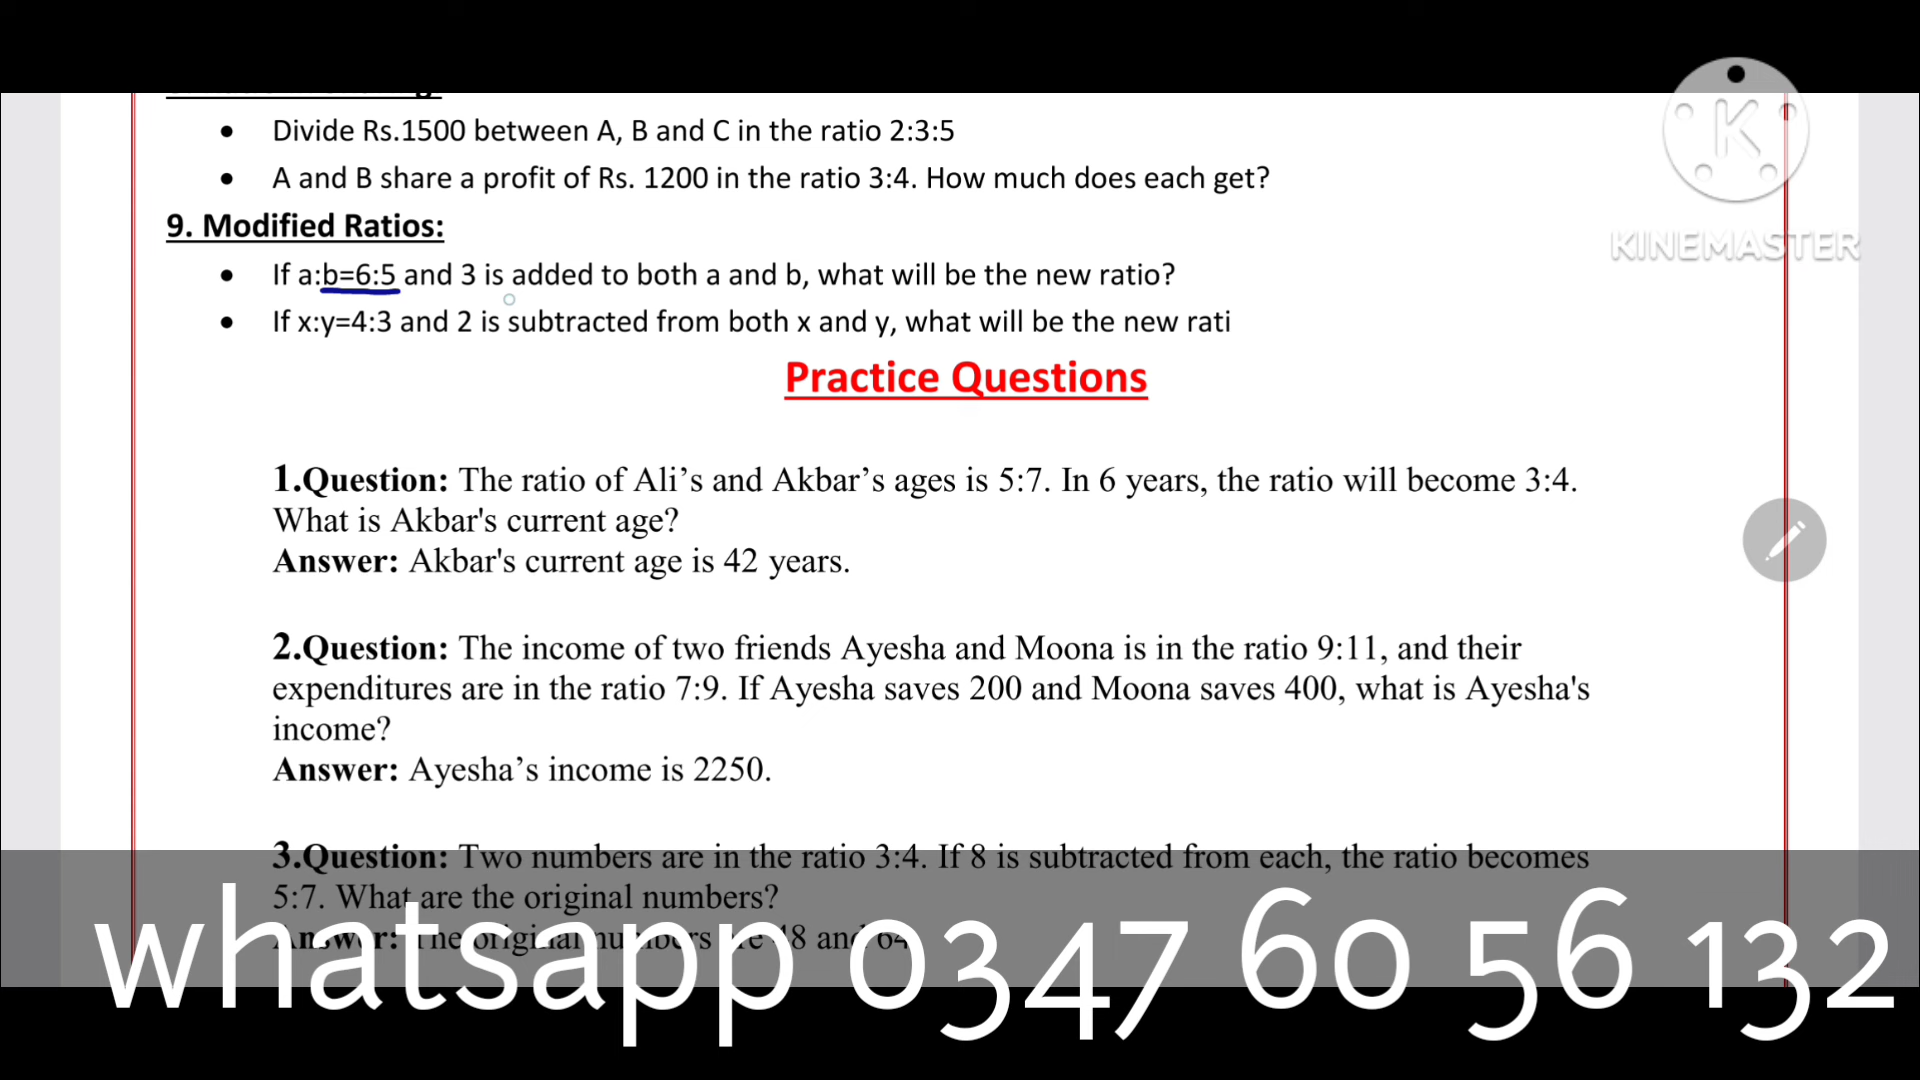 • Divide Rs.1500 between A, B and C in the ratio 2:3:5
• A and B share a profit of Rs. 1200 in the ratio 3:4. How much does each get?
9. Modified Ratios:
• If a:b=6:5 and 3 is added to both a and b, what will be the new ratio?
• If x:y=4:3 and 2 is subtracted from both x and y, what will be the new rati
Practice Questions
1.Question: The ratio of Ali’s and Akbar’s ages is 5:7. In 6 years, the ratio will become 3:4.
What is Akbar's current age?
Answer: Akbar's current age is 42 years.
2.Question: The income of two friends Ayesha and Moona is in the ratio 9:11, and their
expenditures are in the ratio 7:9. If Ayesha saves 200 and Moona saves 400, what is Ayesha's
income?
Answer: Ayesha’s income is 2250.
3.Question: Two numbers are in the ratio 3:4. If 8 is subtracted from each, the ratio becomes
5:7. What are the original numbers?
Answer: The original numbers are 48 and 64
whatsapp 0347 60 56 132
K
KINEMASTER